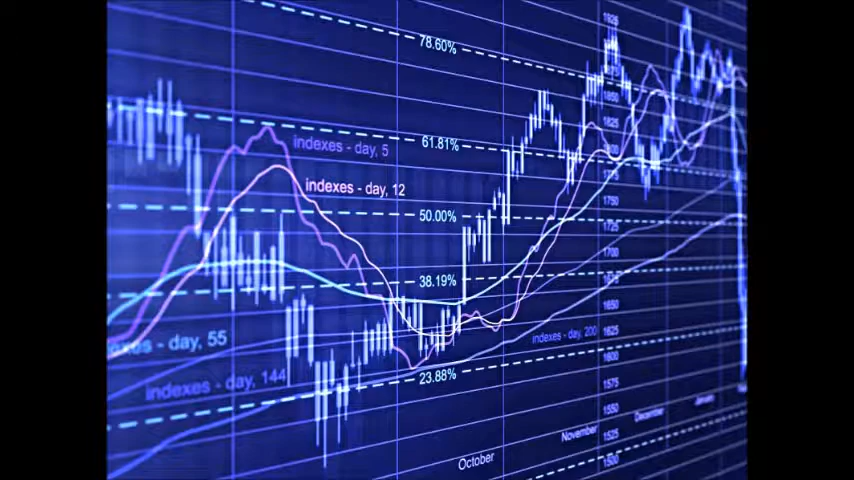 1925
78.60%
1850
1825
61.81%
indexes - day, 5
indexes - day, 12
1750
50.00%
1725
1700
38.19%
1675
1650
indexes - day, 200
1625
indexes - day, 55
1600
indexes - day, 144
23.88%
1575
1550
December
January
November
1525
October
1500